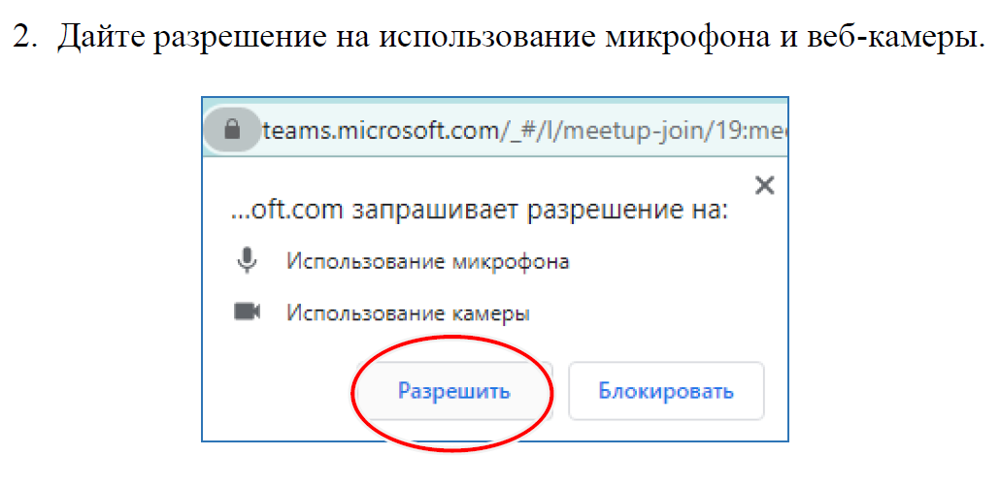 2. Дайте разрешение на использование микрофона и веб-камеры.
teams.microsoft.com/_#/l/meetup-join/19:mee
...oft.com запрашивает разрешение на:
Использование микрофона
Использование камеры
Разрешить
Блокировать